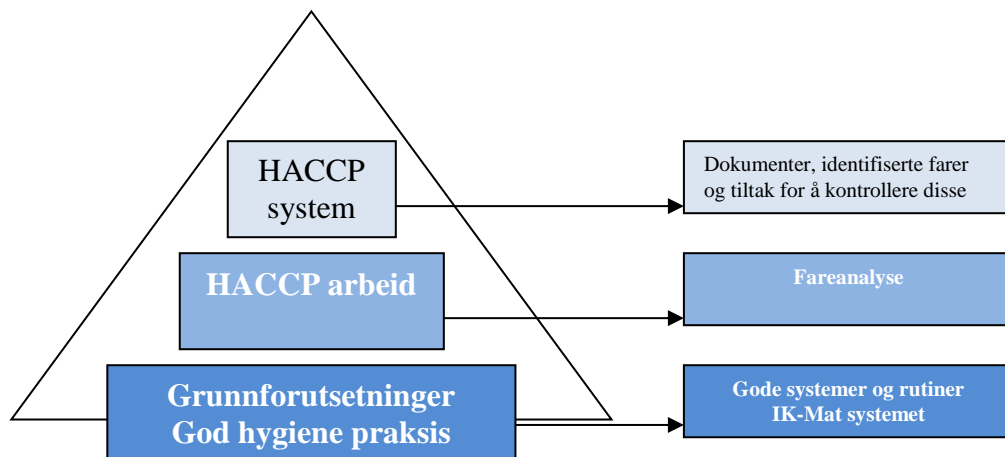 HACCP
system
Dokumenter, identifiserte farer
og tiltak for å kontrollere disse
HACCP arbeid
Fareanalyse
Grunnforutsetninger
God hygiene praksis
Gode systemer og rutiner
IK-Mat systemet